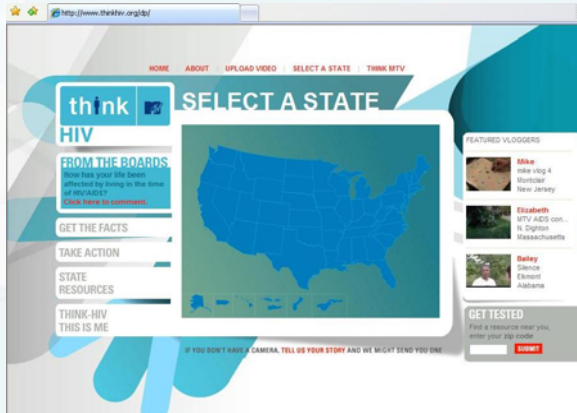 http://www.thinkhiv.org/dp/
HOME | ABOUT | UPLOAD VIDEO | SELECT A STATE | THINK MTV
think
HIV
SELECT A STATE
FROM THE BOARDS
How has your life been
affected by living in the time
of HIV/AIDS?
Click here to comment.
GET THE FACTS
TAKE ACTION
STATE
RESOURCES
THINK-HIV
THIS IS ME
FEATURED VLOGGERS
Mike
mike vlog 4
Montclair
New Jersey
Elizabeth
MTV AIDS con...
N. Dighton
Massachusetts
Bailey
Silence
Elkmont
Alabama
GET TESTED
Find a resource near you,
enter your zip code
SUBMIT
IF YOU DON'T HAVE A CAMERA, TELL US YOUR STORY AND WE MIGHT SEND YOU ONE